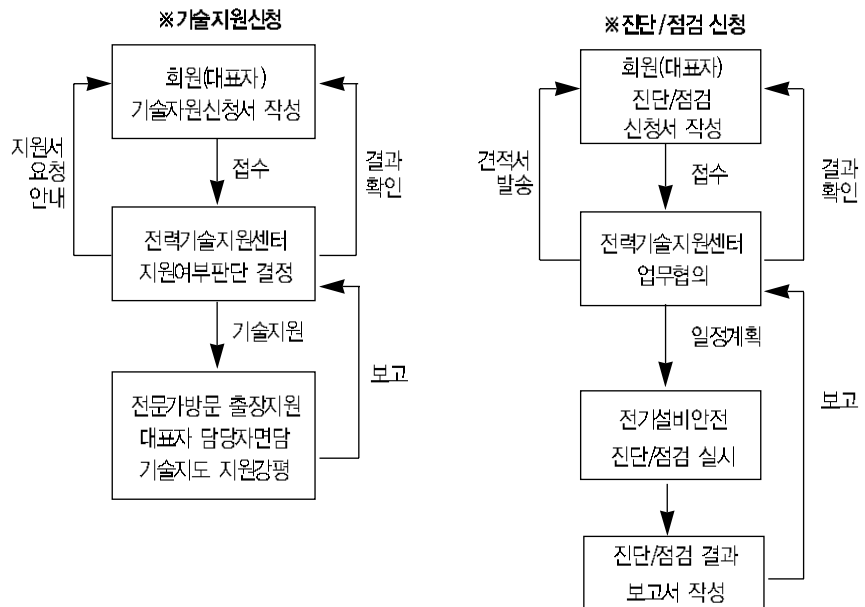 ※기술지원신청
회원(대표자)
기술자원신청서 작성
지원서
요청
안내
접수
결과
확인
전력기술지원센터
지원여부판단 결정
기술지원
보고
전문가방문 출장지원
대표자 담당자면담
기술지도 지원강평
※진단/점검 신청
회원(대표자)
진단/점검
신청서 작성
견적서
발송
접수
결과
확인
전력기술지원센터
업무협의
일정계획
보고
전기설비안전
진단/점검 실시
진단/점검 결과
보고서 작성